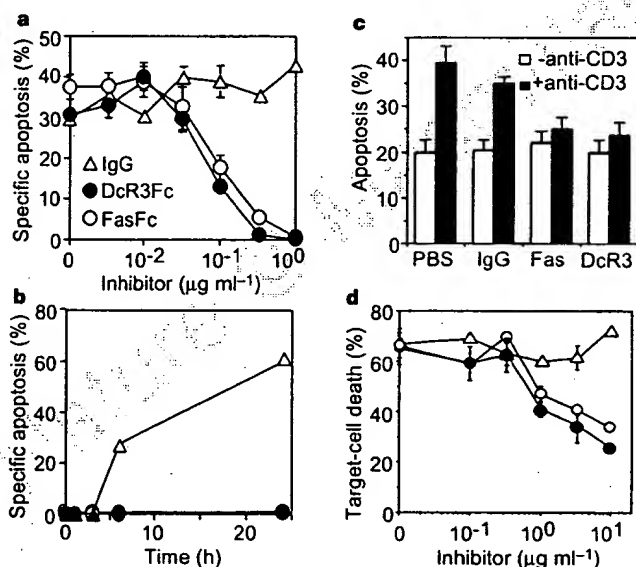 a
Specific apoptosis (%)
50
40
30
20
10
0
IgG
DcR3Fc
FasFc
0 10-2 10-1 100
Inhibitor (µg ml–1)
c
Apoptosis (%)
40
30
20
10
0
-anti-CD3
+anti-CD3
PBS IgG Fas DcR3
b
Specific apoptosis (%)
80
60
40
20
0
0 10 20
Time (h)
d
Target-cell death (%)
80
60
40
20
0
0 10-1 100 101
Inhibitor (µg ml–1)